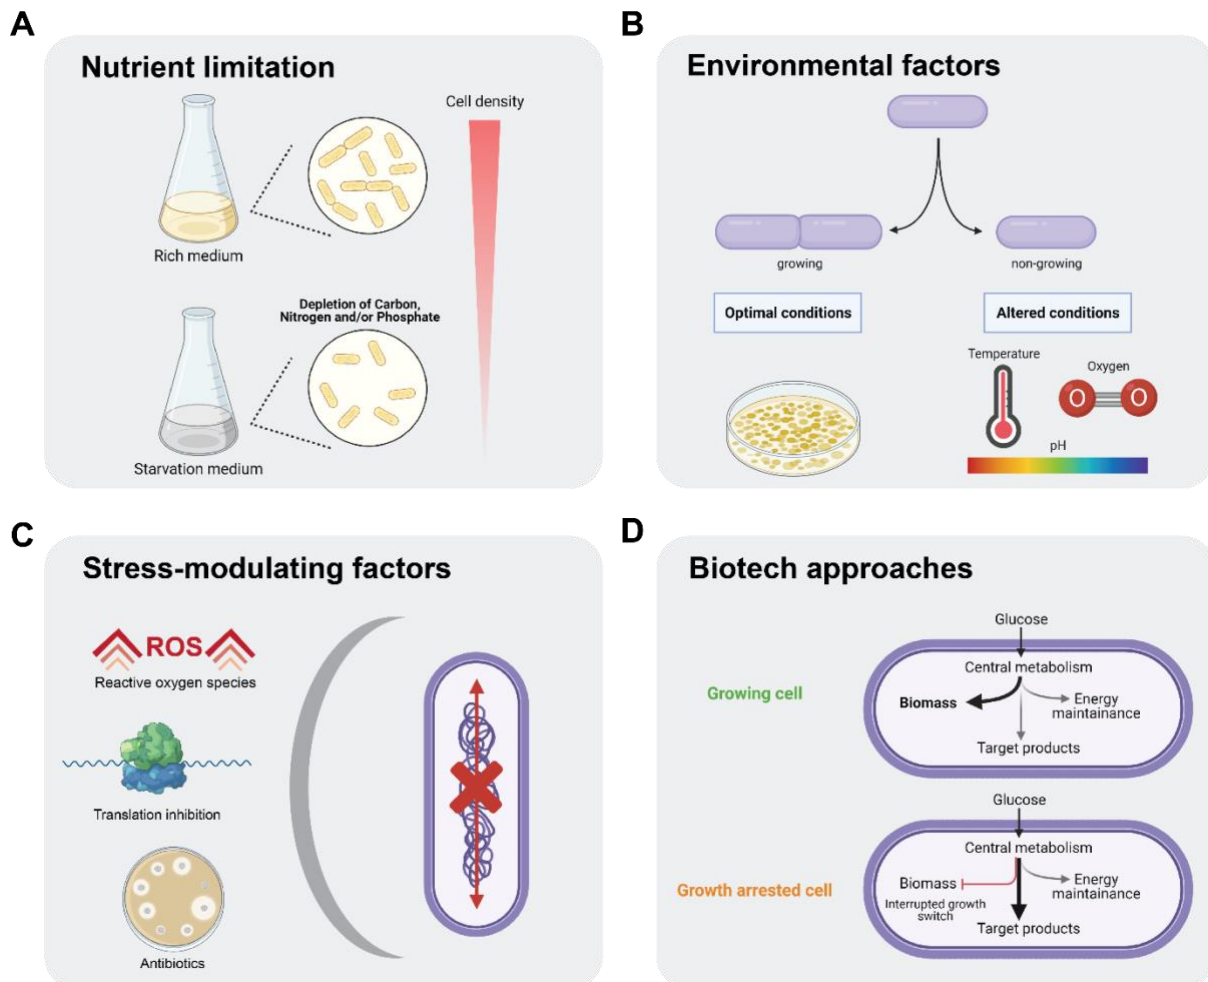 A
Nutrient limitation
Cell density
Rich medium
Depletion of Carbon,
Nitrogen and/or Phosphate
Starvation medium
B
Environmental factors
growing
non-growing
Optimal conditions
Altered conditions
Temperature
Oxygen
O
O
pH
C
Stress-modulating factors
ROS
Reactive oxygen species
Translation inhibition
Antibiotics
D
Biotech approaches
Growing cell
Glucose
Central metabolism
Biomass
Energy
maintainance
Target products
Growth arrested cell
Glucose
Central metabolism
Biomass
Energy
maintainance
Interrupted growth
switch
Target products